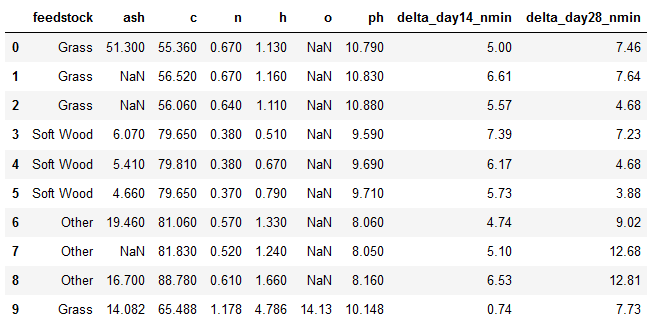 feedstock ash c n h o ph delta_day14_nmin delta_day28_nmin
0 Grass 51.300 55.360 0.670 1.130 NaN 10.790 5.00 7.46
1 Grass NaN 56.520 0.670 1.160 NaN 10.830 6.61 7.64
2 Grass NaN 56.060 0.640 1.110 NaN 10.880 5.57 4.68
3 Soft Wood 6.070 79.650 0.380 0.510 NaN 9.590 7.39 7.23
4 Soft Wood 5.410 79.810 0.380 0.670 NaN 9.690 6.17 4.68
5 Soft Wood 4.660 79.650 0.370 0.790 NaN 9.710 5.73 3.88
6 Other 19.460 81.060 0.570 1.330 NaN 8.060 4.74 9.02
7 Other NaN 81.830 0.520 1.240 NaN 8.050 5.10 12.68
8 Other 16.700 88.780 0.610 1.660 NaN 8.160 6.53 12.81
9 Grass 14.082 65.488 1.178 4.786 14.13 10.148 0.74 7.73